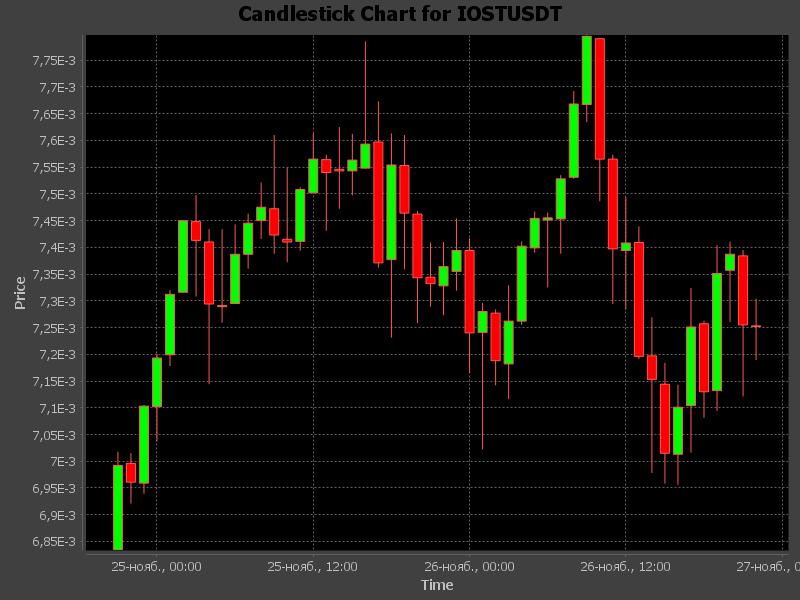 Candlestick Chart for IOSTUSDT
7,75E-3
7,7E-3
7,65E-3
7,6E-3
7,55E-3
7,5E-3
7,45E-3
7,4E-3
7,35E-3
7,3E-3
7,25E-3
7,2E-3
7,15E-3
7,1E-3
7,05E-3
7E-3
6,95E-3
6,9E-3
6,85E-3
Price
25-нояб., 00:00 25-нояб., 12:00 26-нояб., 00:00 26-нояб., 12:00 27-нояб., 0
Time